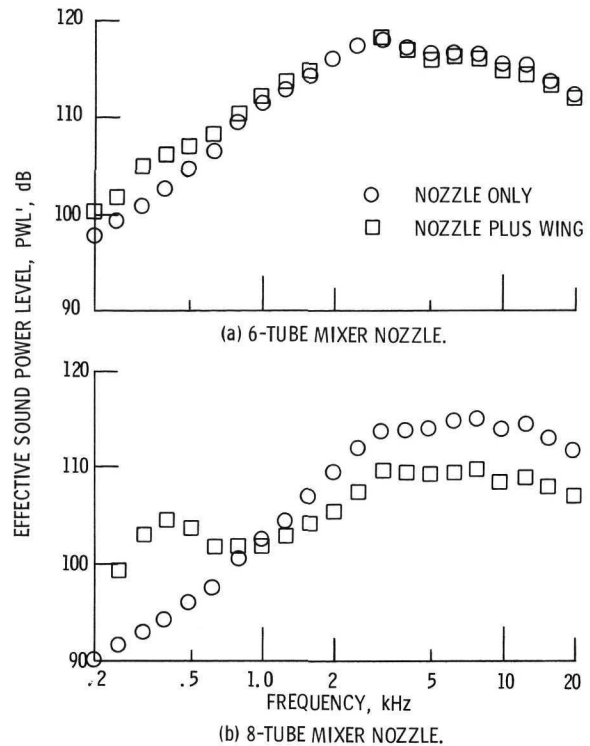 120
110
100
90
EFFECTIVE SOUND POWER LEVEL, PWL', dB
NOZZLE ONLY
NOZZLE PLUS WING
(a) 6-TUBE MIXER NOZZLE.
120
110
100
90
.2
.5
1.0
2
5
10
20
FREQUENCY, kHz
(b) 8-TUBE MIXER NOZZLE.